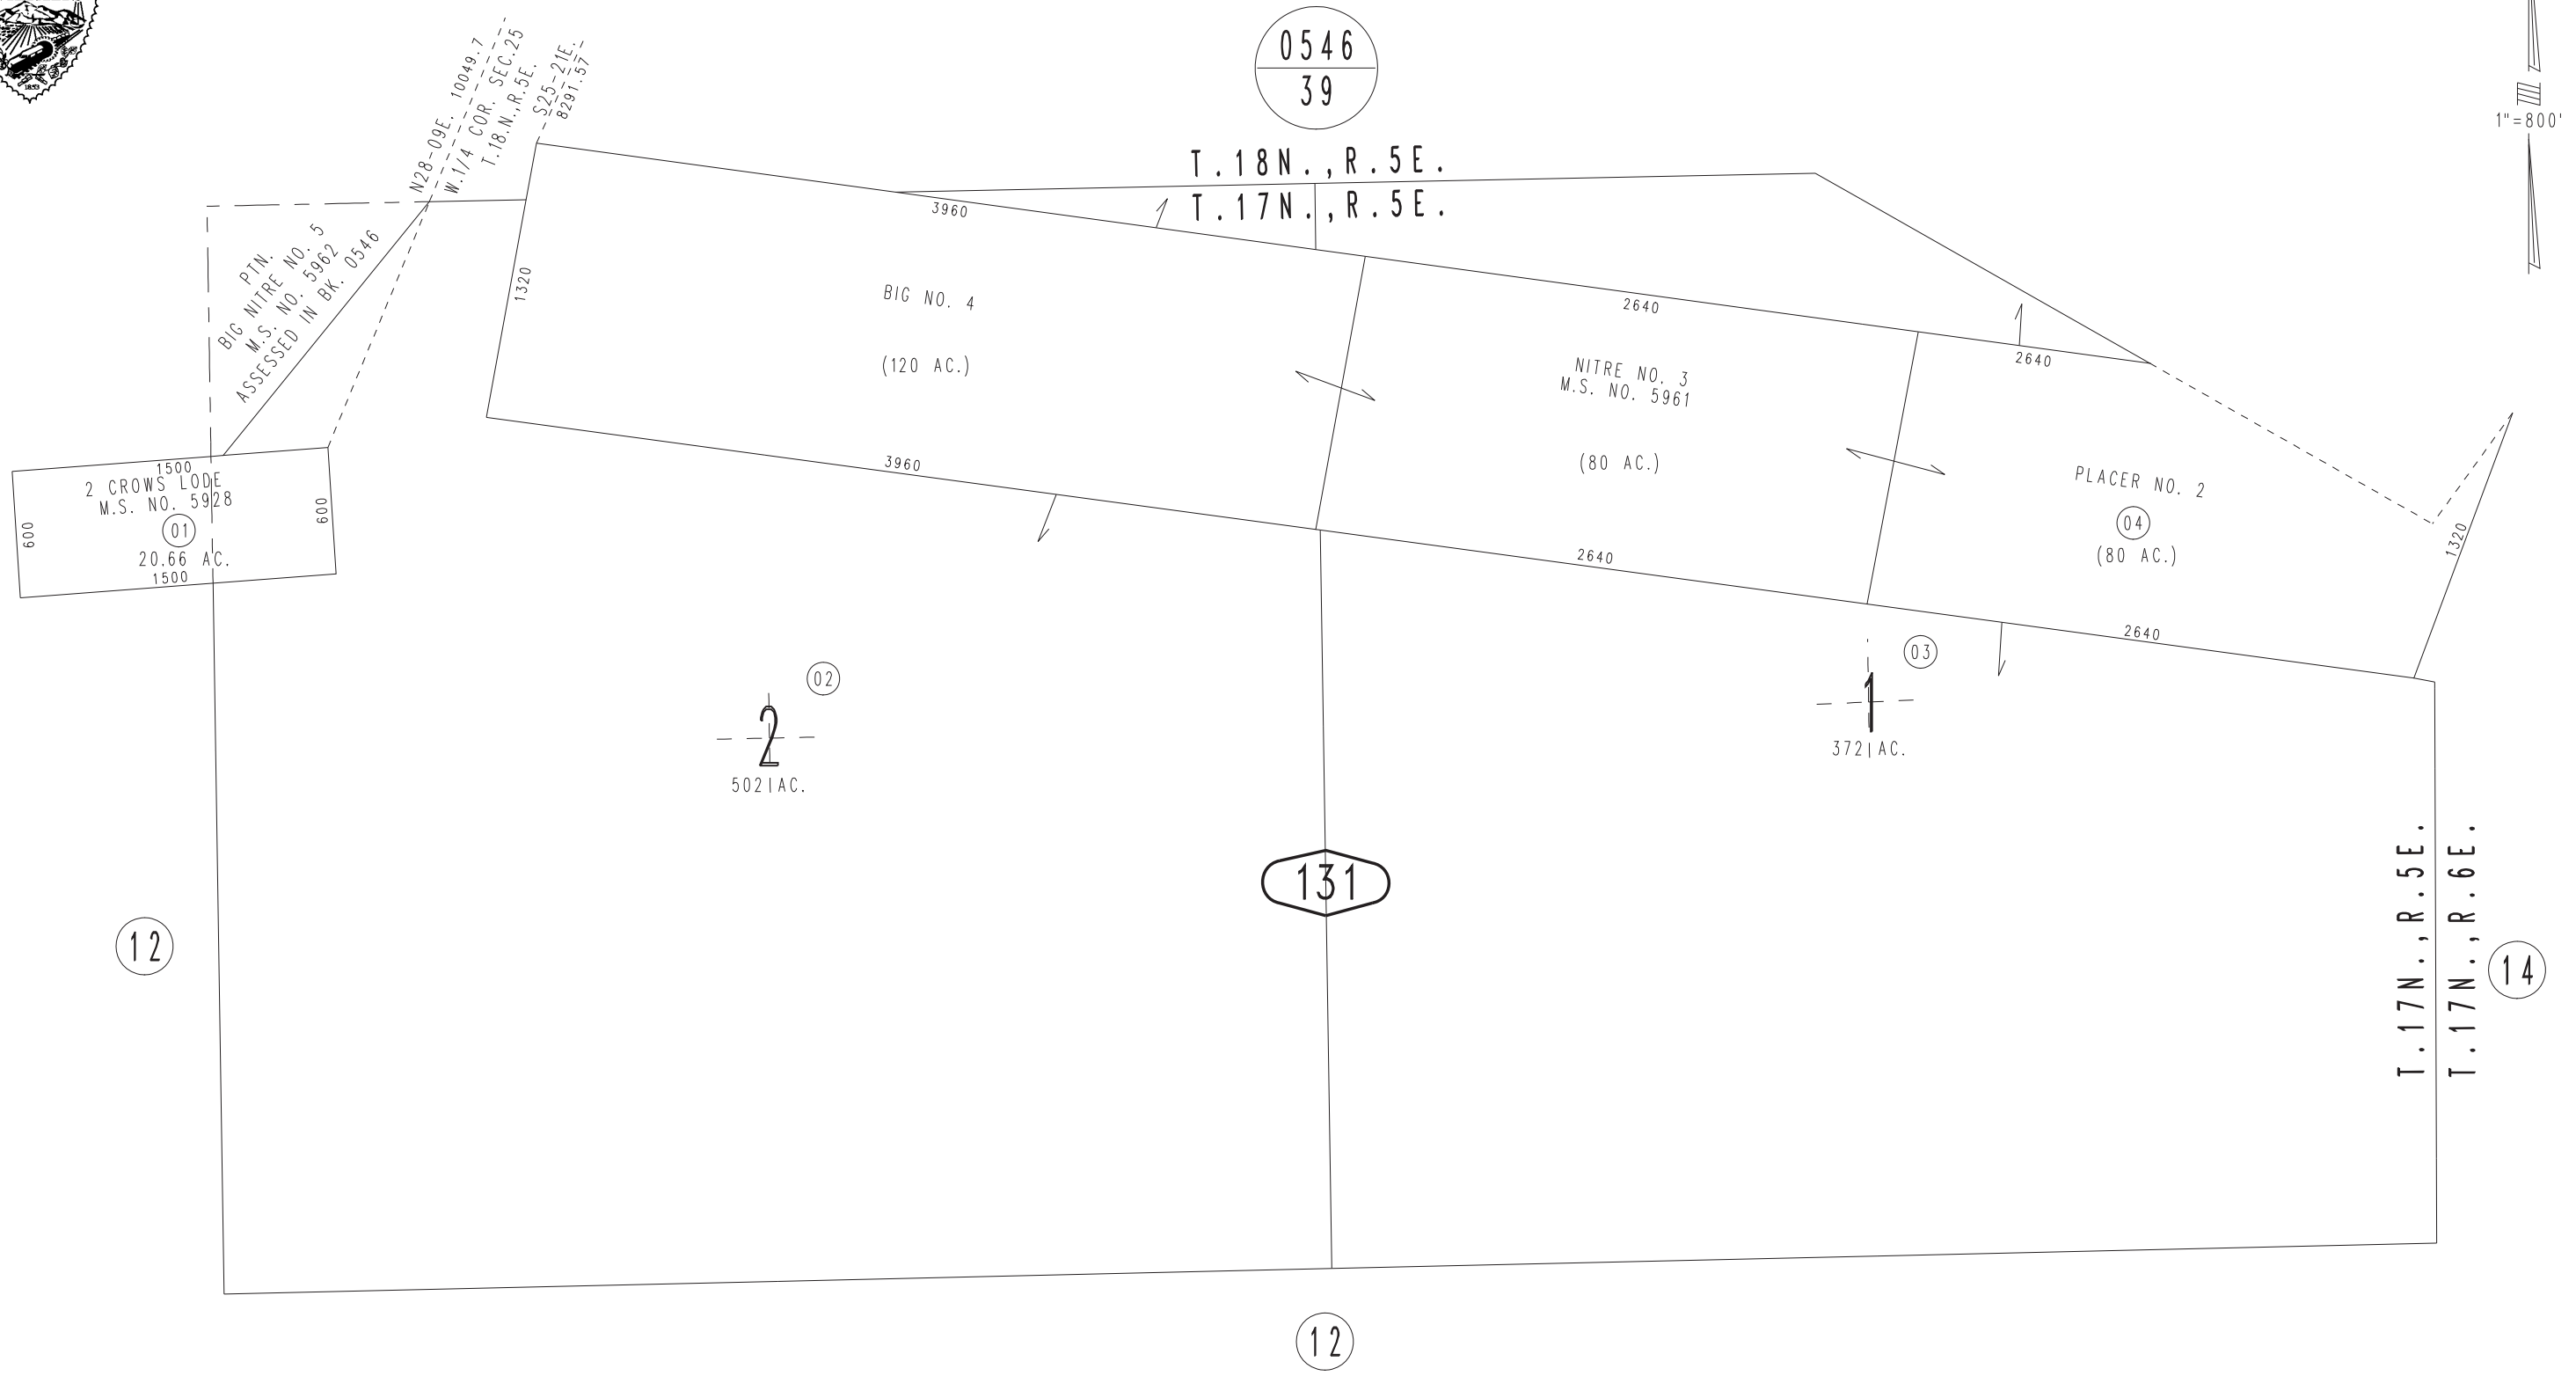 1853
0546
39
1"=800'
T.18N.,R.5E.
T.17N.,R.5E.
N28-09E. 10049.7
W.1/4 COR. SEC.25
T.18.N.,R.5E.
S25-21E.
8291.57
PTN.
BIG NITRE NO. 5
M.S. NO. 5962
ASSESSED IN BK. 0546
3960
1320
BIG NO. 4
(120 AC.)
3960
2640
NITRE NO. 3
M.S. NO. 5961
(80 AC.)
2640
2640
PLACER NO. 2
04
(80 AC.)
1320
2640
1500
2 CROWS LODE
M.S. NO. 5928
01
20.66 AC.
1500
600
600
02
2
502 AC.
03
1
372 AC.
131
12
T.17N.,R.5E.
T.17N.,R.6E.
14
12